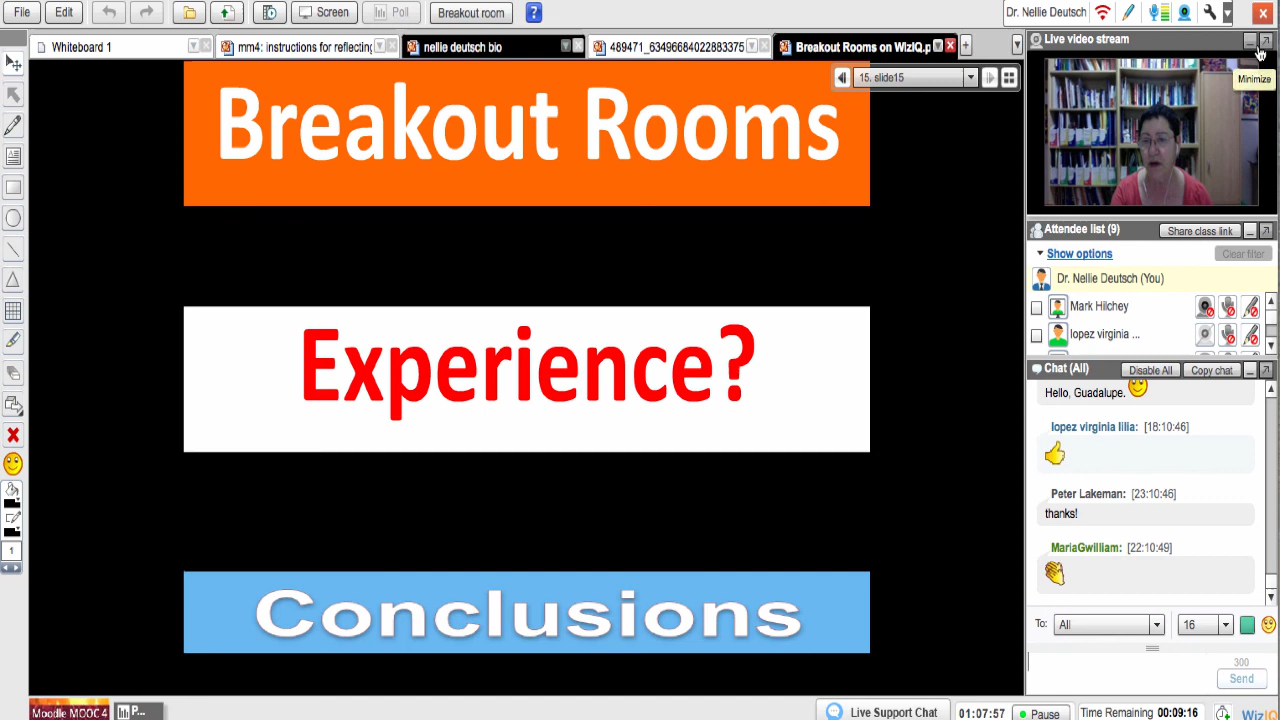 File Edit Screen Poll Breakout room ? Dr. Nellie Deutsch
Whiteboard 1 mm4: instructions for reflecting nellie deutsch bio 489471_63496684022883375 Breakout Rooms on WizIQ.p
15. slide15
Breakout Rooms
Experience?
Conclusions
1
Live video stream
Minimize
Attendee list (9) Share class link
Show options Clear filter
Dr. Nellie Deutsch (You)
Mark Hilchey
lopez virginia ...
Chat (All) Disable All Copy chat
Hello, Guadalupe.
lopez virginia lilia: [18:10:46]
Peter Lakeman: [23:10:46]
thanks!
MariaGwilliam: [22:10:49]
To: All 16
300
Send
Moodle MOOC 4 P... Live Support Chat 01:07:57 Pause Time Remaining 00:09:16 WizIQ